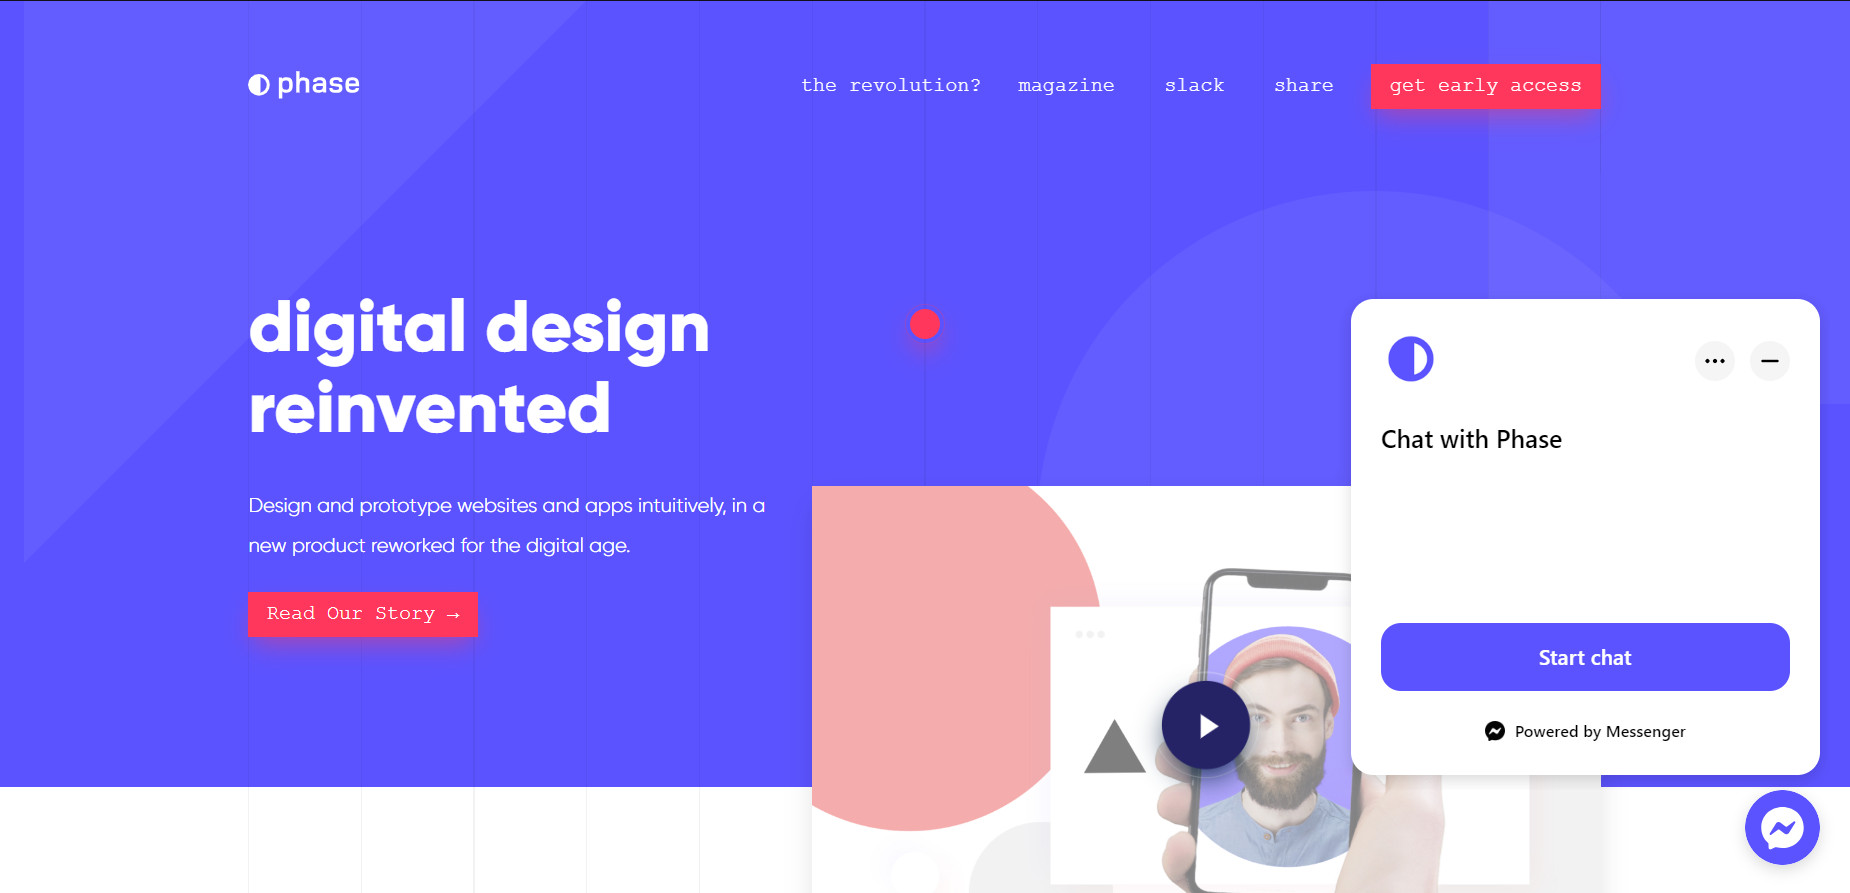 phase
the revolution?
magazine
slack
share
get early access
digital design
reinvented
Design and prototype websites and apps intuitively, in a
new product reworked for the digital age.
Read Our Story →
Chat with Phase
Start chat
Powered by Messenger